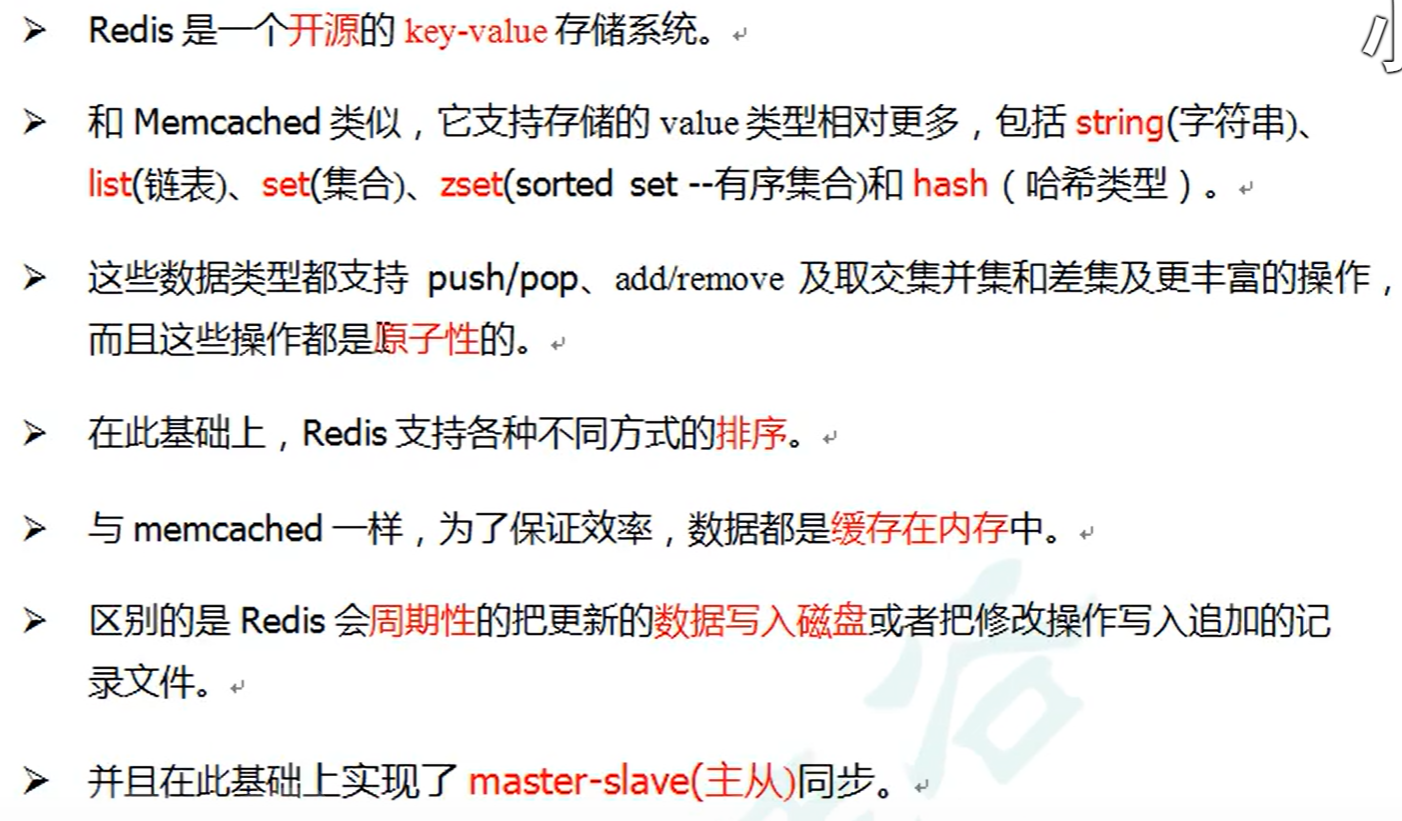 ➢ Redis 是一个开源的 key-value 存储系统。
➢ 和 Memcached 类似，它支持存储的 value 类型相对更多，包括 string(字符串)、
list(链表)、set(集合)、zset(sorted set --有序集合)和 hash（哈希类型）。
➢ 这些数据类型都支持 push/pop、add/remove 及取交集并集和差集及更丰富的操作，
而且这些操作都是原子性的。
➢ 在此基础上，Redis 支持各种不同方式的排序。
➢ 与 memcached 一样，为了保证效率，数据都是缓存在内存中。
➢ 区别的是 Redis 会周期性的把更新的数据写入磁盘或者把修改操作写入追加的记
录文件。
➢ 并且在此基础上实现了 master-slave(主从)同步。